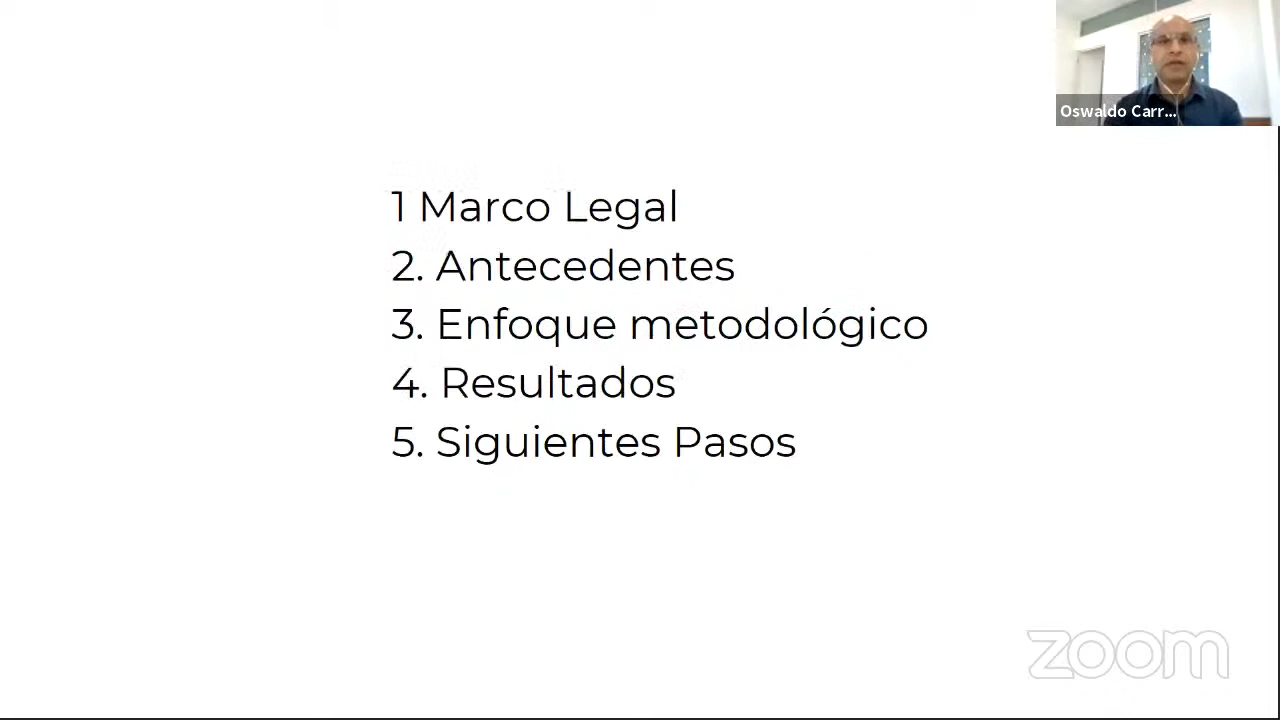 Oswaldo Carr...
1 Marco Legal
2. Antecedentes
3. Enfoque metodológico
4. Resultados
5. Siguientes Pasos
zoom